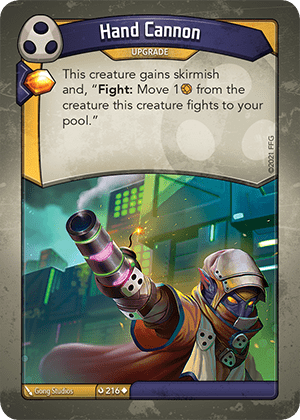 Hand Cannon
UPGRADE
This creature gains skirmish
and, “Fight: Move 1 from the
creature this creature fights to your
pool.”
©2021 FFG
Gong Studios
216